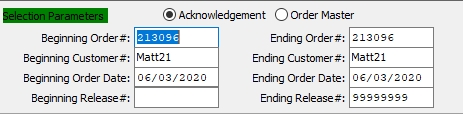 Selection Parameters Acknowledgement Order Master
Beginning Order#: 213096 Ending Order#: 213096
Beginning Customer#: Matt21 Ending Customer#: Matt21
Beginning Order Date: 06/03/2020 Ending Order Date: 06/03/2020
Beginning Release#: Ending Release#: 99999999